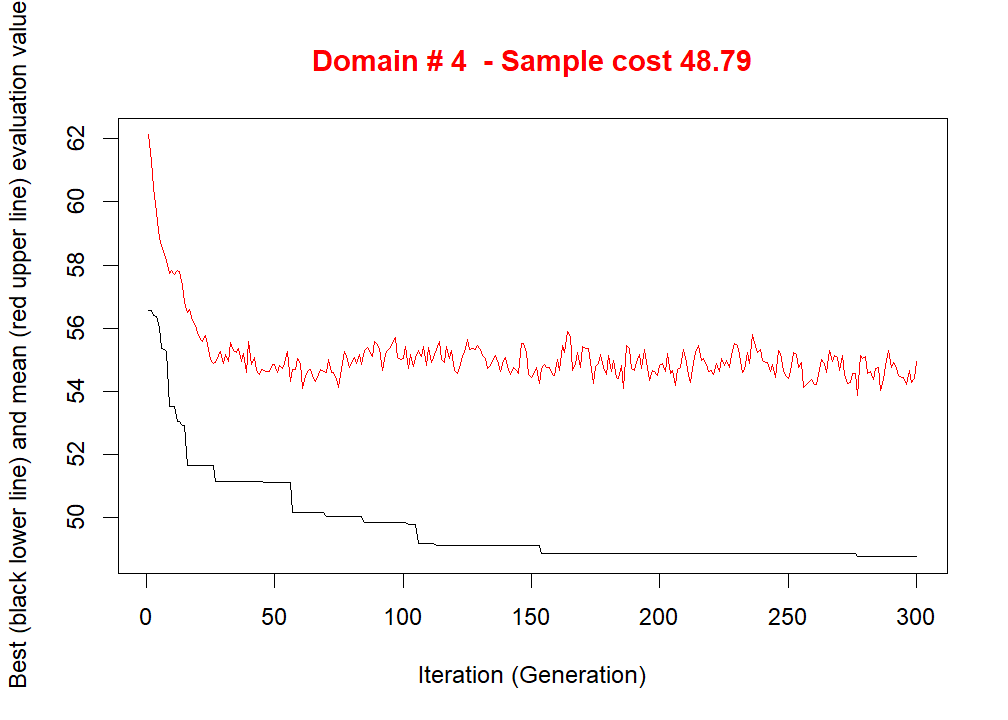 Domain # 4  - Sample cost 48.79
Best (black lower line) and mean (red upper line) evaluation value
62
60
58
56
54
52
50
0 50 100 150 200 250 300
Iteration (Generation)